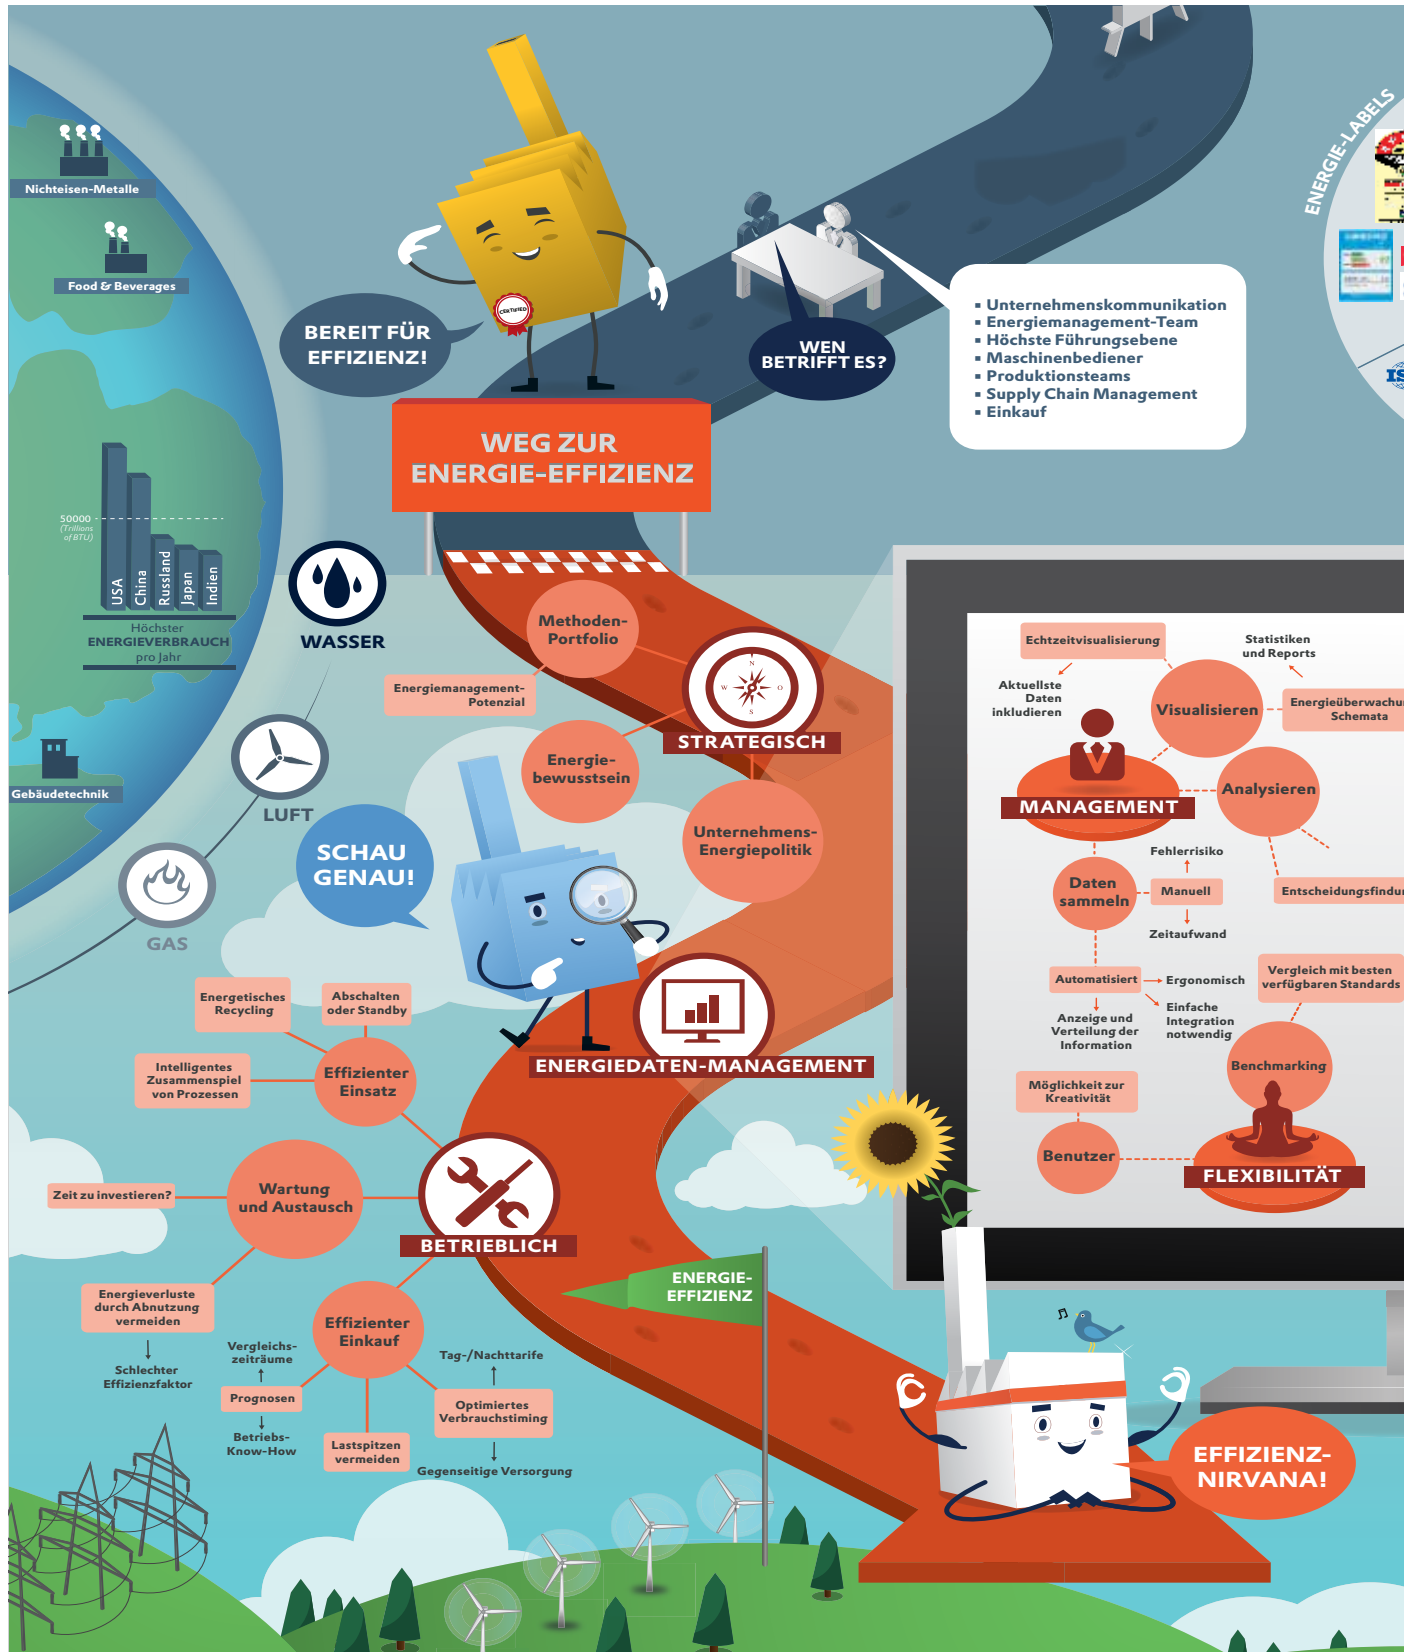 ENERGIE-LABELS
Nichteisen-Metalle
Food & Beverages
CERTIFIED
BEREIT FÜR
EFFIZIENZ!
WEN
BETRIFFT ES?
▪ Unternehmenskommunikation
▪ Energiemanagement-Team
▪ Höchste Führungsebene
▪ Maschinenbediener
▪ Produktionsteams
▪ Supply Chain Management
▪ Einkauf
WEG ZUR
ENERGIE-EFFIZIENZ
50000
(Trillions
of BTU)
USA
China
Russland
Japan
Indien
Höchster
ENERGIEVERBRAUCH
pro Jahr
Gebäudetechnik
WASSER
LUFT
GAS
Methoden-
Portfolio
Energiemanagement-
Potenzial
N
W O
S
STRATEGISCH
Energie-
bewusstsein
Unternehmens-
Energiepolitik
SCHAU
GENAU!
ENERGIEDATEN-MANAGEMENT
Energetisches
Recycling
Abschalten
oder Standby
Intelligentes
Zusammenspiel
von Prozessen
Effizienter
Einsatz
Zeit zu investieren?
Wartung
und Austausch
BETRIEBLICH
Energieverluste
durch Abnutzung
vermeiden
Schlechter
Effizienzfaktor
Effizienter
Einkauf
Vergleichs-
zeiträume
Prognosen
Betriebs-
Know-How
Lastspitzen
vermeiden
Tag-/Nachttarife
Optimiertes
Verbrauchstiming
Gegenseitige Versorgung
ENERGIE-
EFFIZIENZ
Echtzeitvisualisierung
Statistiken
und Reports
Aktuellste
Daten
inkludieren
Visualisieren
Energieüberwachun
Schemata
MANAGEMENT
Analysieren
Fehlerrisiko
Daten
sammeln
Manuell
Entscheidungsfindun
Zeitaufwand
Automatisiert
Ergonomisch
Vergleich mit besten
verfügbaren Standards
Anzeige und
Verteilung der
Information
Einfache
Integration
notwendig
Benchmarking
Möglichkeit zur
Kreativität
Benutzer
FLEXIBILITÄT
EFFIZIENZ-
NIRVANA!